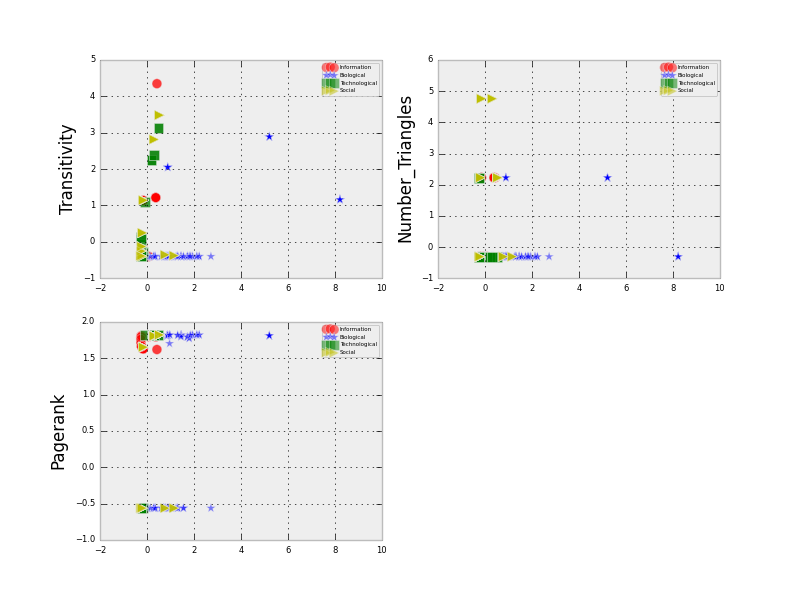 5
4
3
2
1
0
−1
−2
0
2
4
6
8
10
Transitivity
Information
Biological
Technological
Social
6
5
4
3
2
1
0
−1
−2
0
2
4
6
8
10
Number_Triangles
Information
Biological
Technological
Social
2.0
1.5
1.0
0.5
0.0
−0.5
−1.0
−2
0
2
4
6
8
10
Pagerank
Information
Biological
Technological
Social